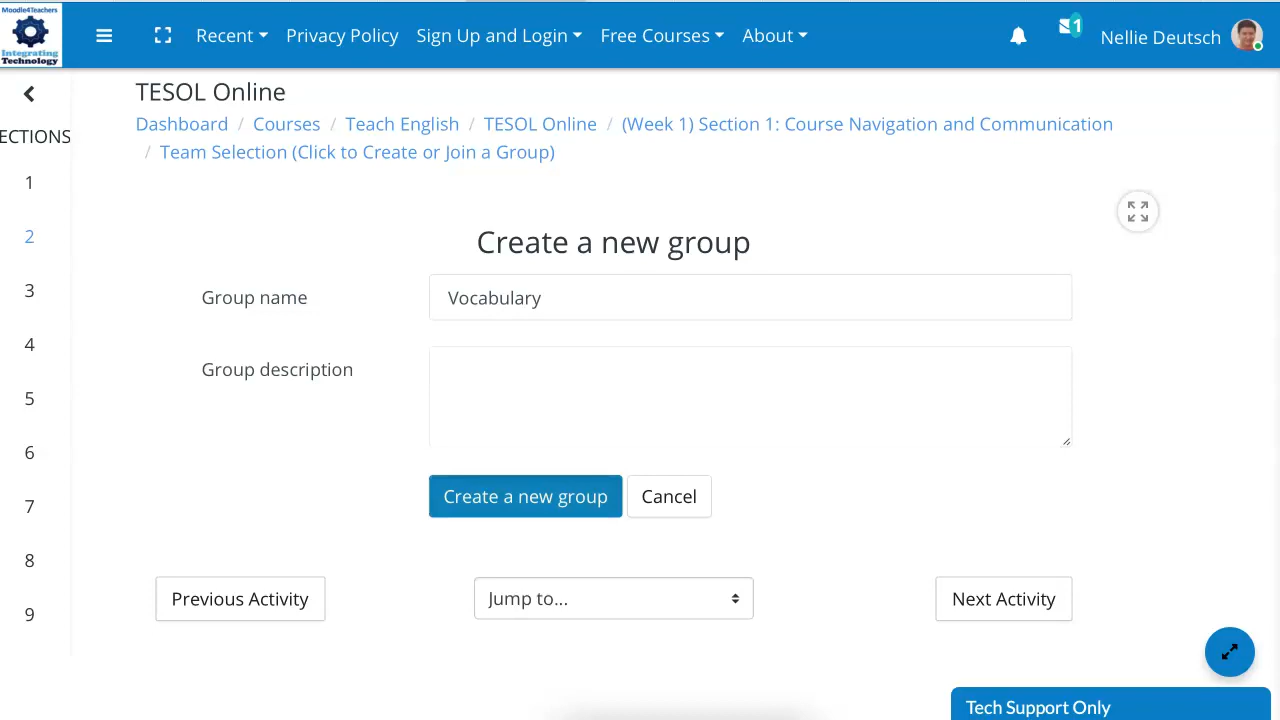 Moodle4Teachers
Integrating
Technology
Recent
Privacy Policy
Sign Up and Login
Free Courses
About
1
Nellie Deutsch
ECTIONS
TESOL Online
Dashboard / Courses / Teach English / TESOL Online / (Week 1) Section 1: Course Navigation and Communication
/ Team Selection (Click to Create or Join a Group)
1
2
3
4
5
6
7
8
9
Create a new group
Group name
Vocabulary
Group description
Create a new group
Cancel
Previous Activity
Jump to...
Next Activity
Tech Support Only